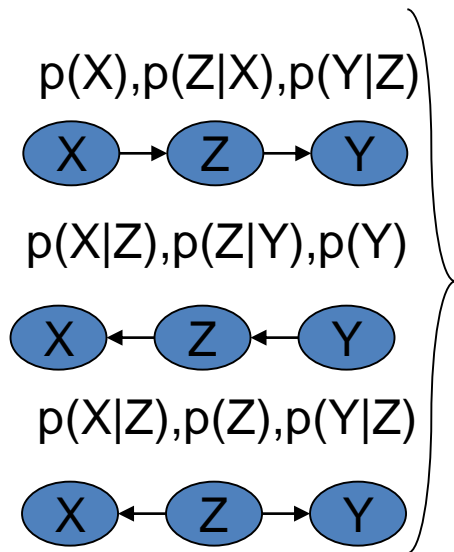 p(X),p(Z|X),p(Y|Z)
X Z Y
p(X|Z),p(Z|Y),p(Y)
X Z Y
p(X|Z),p(Z),p(Y|Z)
X Z Y